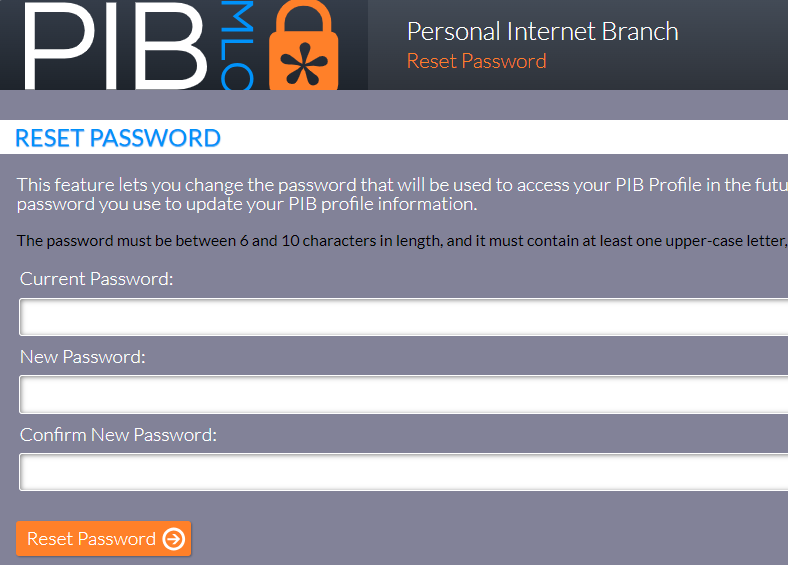 PIB
MLO
Personal Internet Branch
Reset Password
RESET PASSWORD
This feature lets you change the password that will be used to access your PIB Profile in the futu
password you use to update your PIB profile information.
The password must be between 6 and 10 characters in length, and it must contain at least one upper-case letter,
Current Password:
New Password:
Confirm New Password:
Reset Password